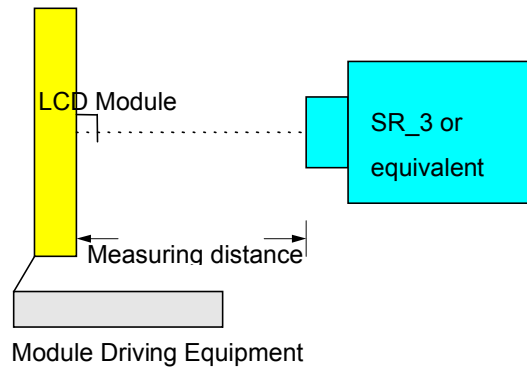 LCD Module
SR_3 or
equivalent
Measuring distance
Module Driving Equipment